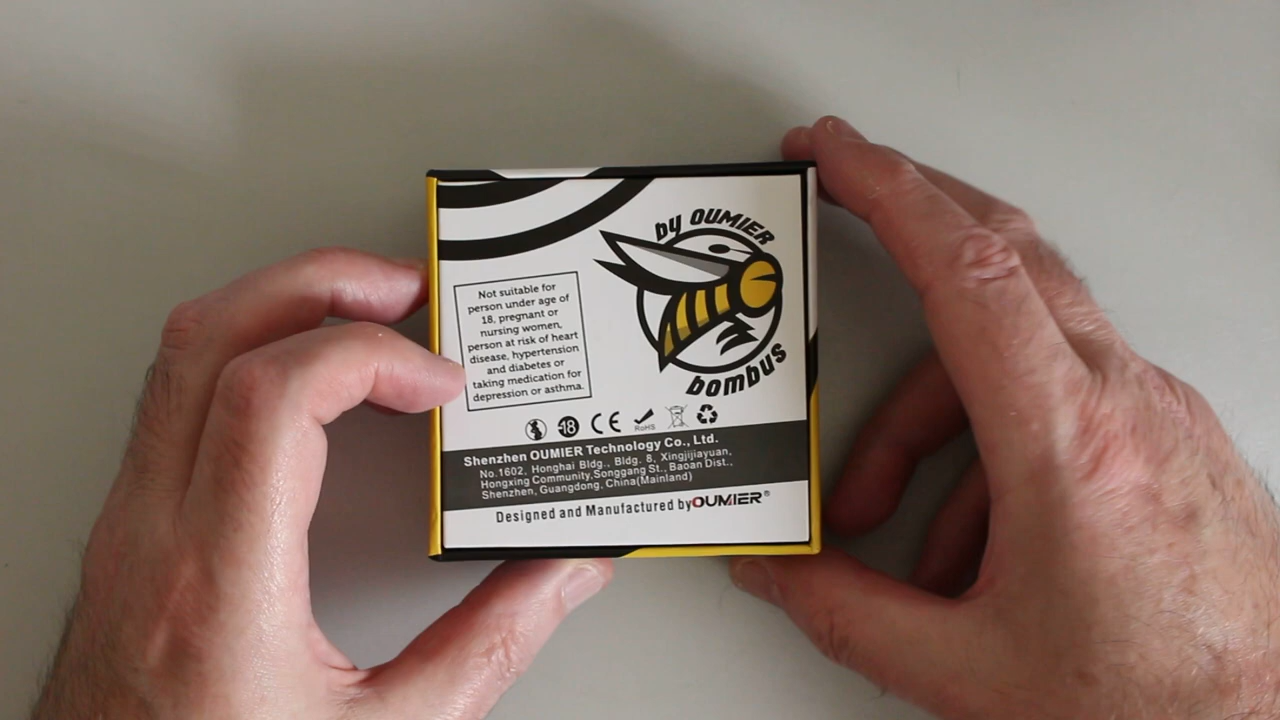 by OUMIER
bombus
Not suitable for
person under age of
18, pregnant or
nursing women,
person at risk of heart
disease, hypertension
and diabetes or
taking medication for
depression or asthma.
-18 CE RoHS
Shenzhen OUMIER Technology Co., Ltd.
No.1602, Honghai Bldg., Bldg. 8, Xingjijiayuan,
Hongxing Community,Songgang St., Baoan Dist.,
Shenzhen, Guangdong, China(Mainland)
Designed and Manufactured byOUMIER®